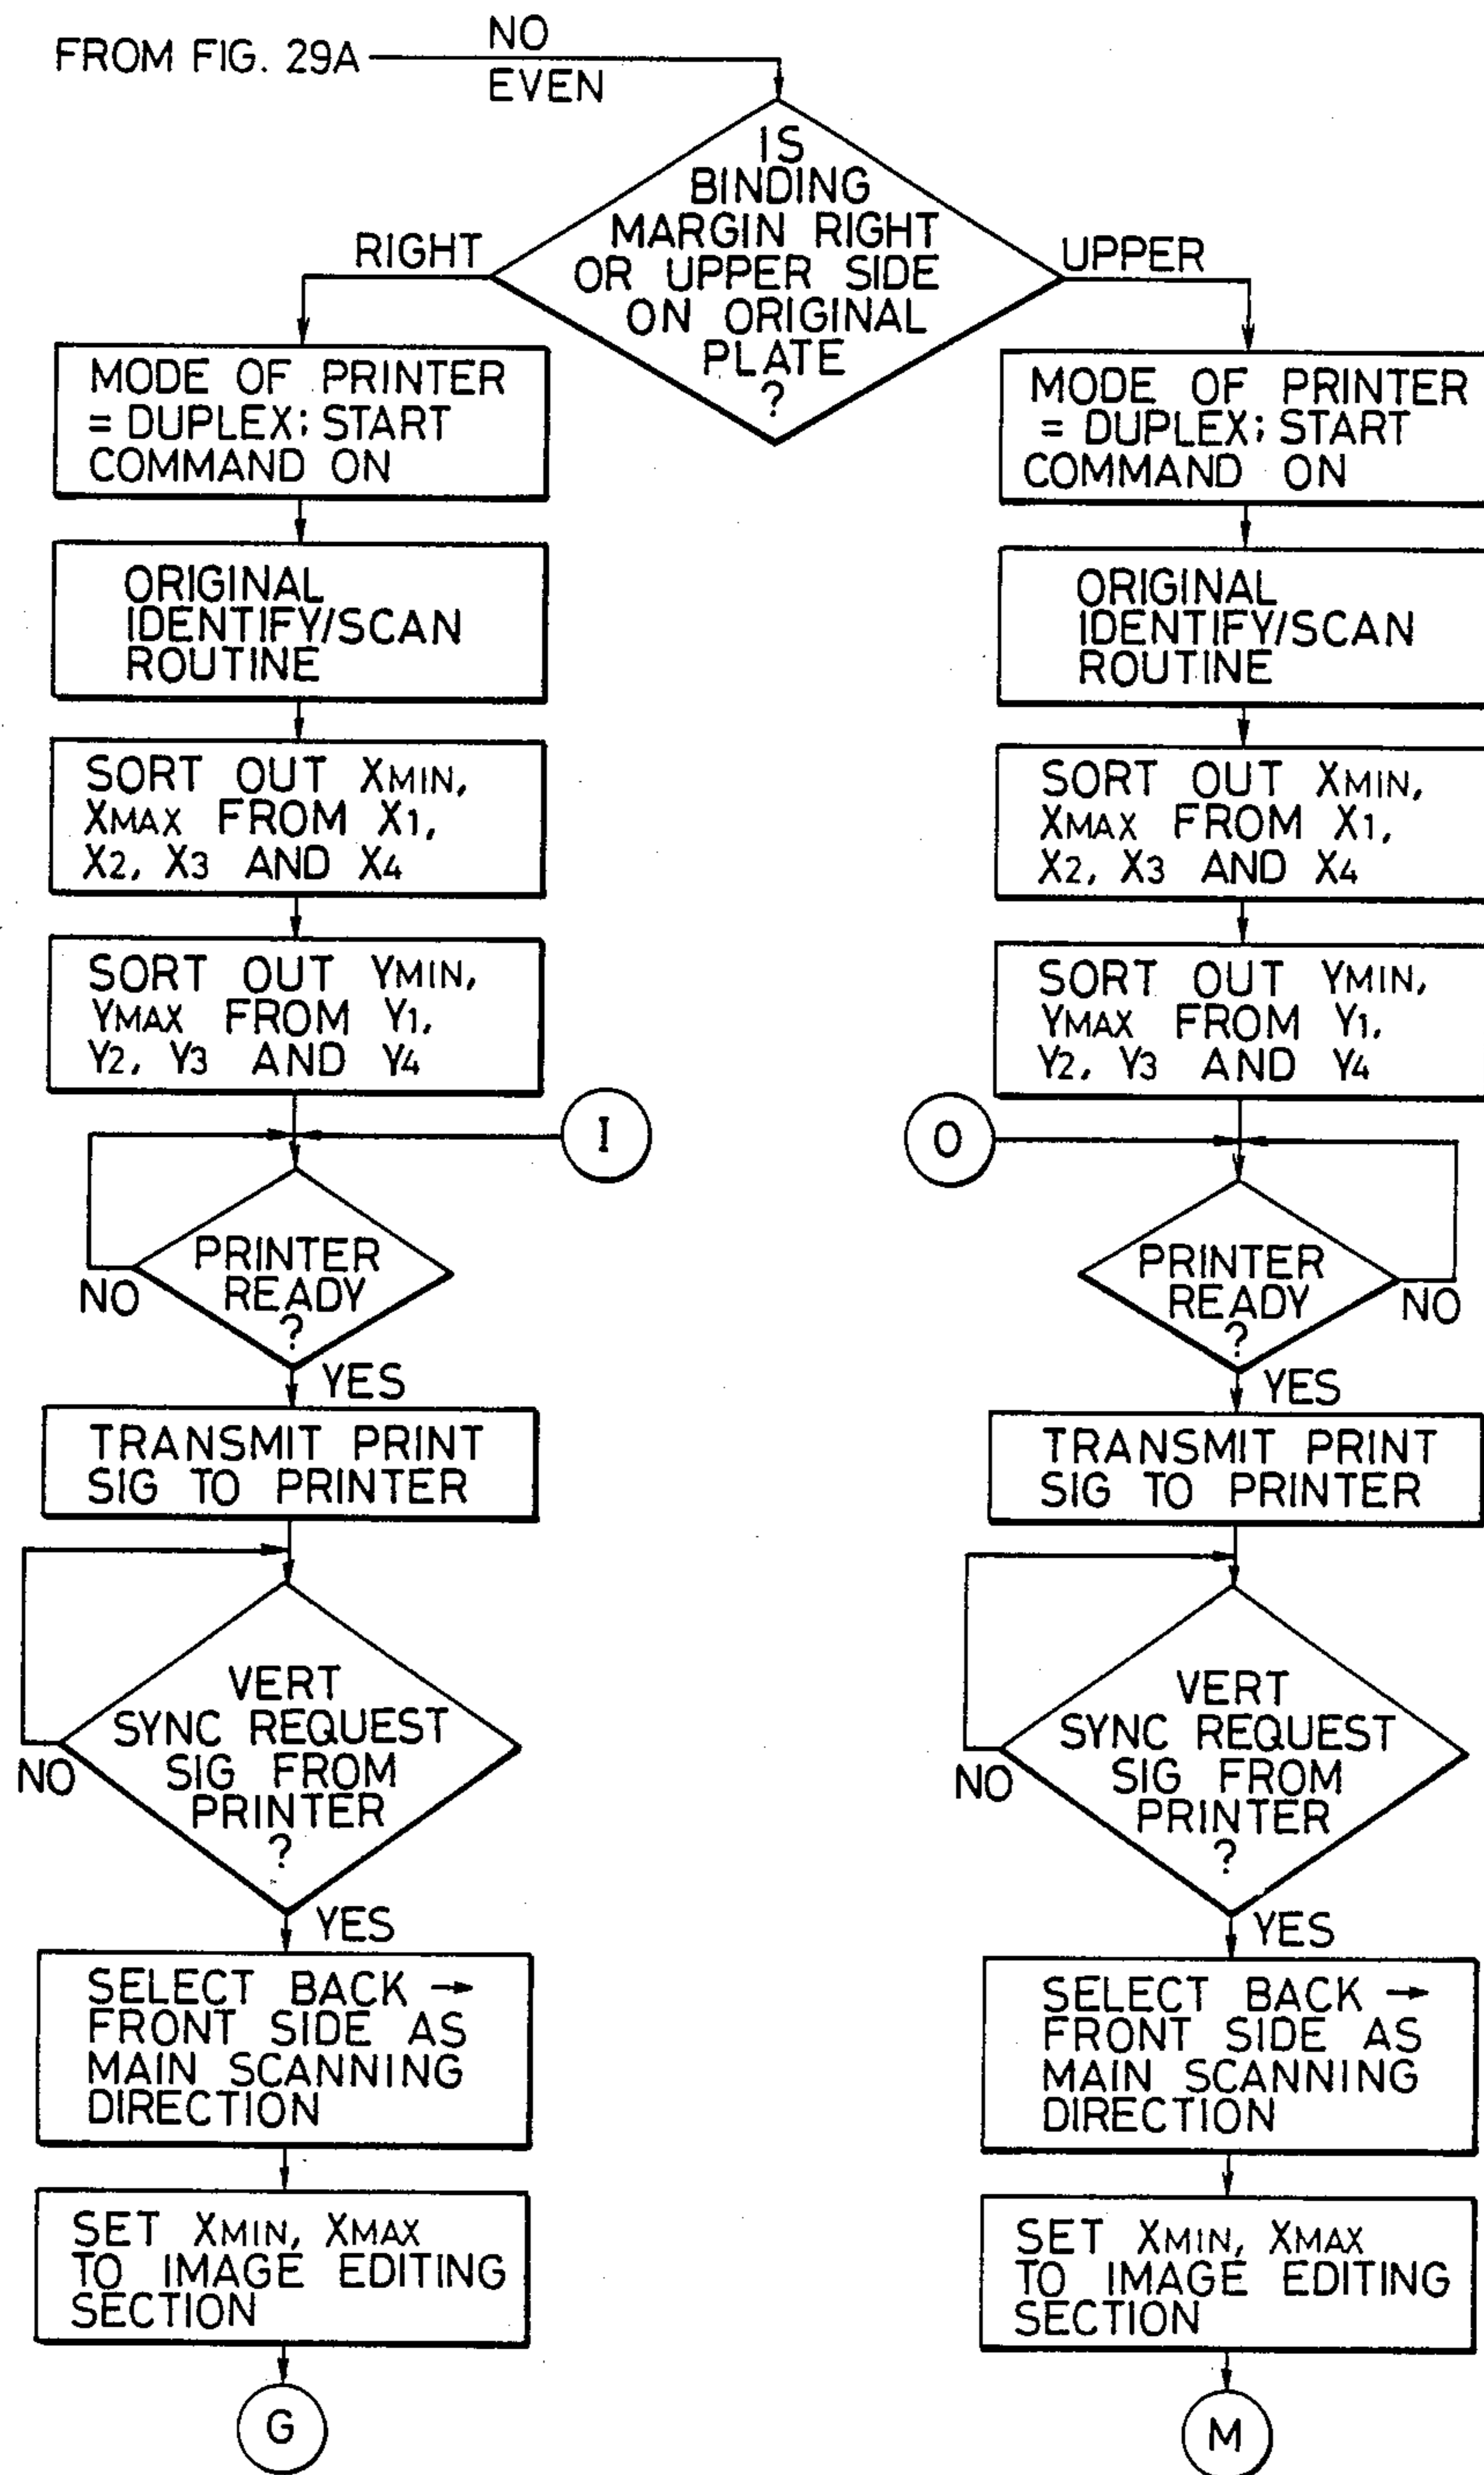 FROM FIG. 29A
NO
EVEN
IS
BINDING
MARGIN RIGHT
OR UPPER SIDE
ON ORIGINAL
PLATE
?
RIGHT
UPPER
MODE OF PRINTER
= DUPLEX; START
COMMAND ON
ORIGINAL
IDENTIFY/SCAN
ROUTINE
SORT OUT XMIN,
XMAX FROM X1,
X2, X3 AND X4
SORT OUT YMIN,
YMAX FROM Y1,
Y2, Y3 AND Y4
I
PRINTER
READY
?
NO
YES
TRANSMIT PRINT
SIG TO PRINTER
VERT
SYNC REQUEST
SIG FROM
PRINTER
?
NO
YES
SELECT BACK →
FRONT SIDE AS
MAIN SCANNING
DIRECTION
SET XMIN, XMAX
TO IMAGE EDITING
SECTION
G
MODE OF PRINTER
= DUPLEX; START
COMMAND ON
ORIGINAL
IDENTIFY/SCAN
ROUTINE
SORT OUT XMIN,
XMAX FROM X1,
X2, X3 AND X4
SORT OUT YMIN,
YMAX FROM Y1,
Y2, Y3 AND Y4
O
PRINTER
READY
?
NO
YES
TRANSMIT PRINT
SIG TO PRINTER
VERT
SYNC REQUEST
SIG FROM
PRINTER
?
NO
YES
SELECT BACK →
FRONT SIDE AS
MAIN SCANNING
DIRECTION
SET XMIN, XMAX
TO IMAGE EDITING
SECTION
M